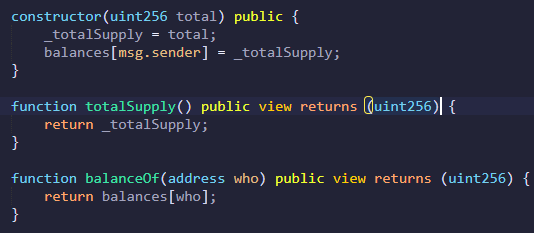 constructor(uint256 total) public {
    _totalSupply = total;
    balances[msg.sender] = _totalSupply;
}

function totalSupply() public view returns (uint256) {
    return _totalSupply;
}

function balanceOf(address who) public view returns (uint256) {
    return balances[who];
}